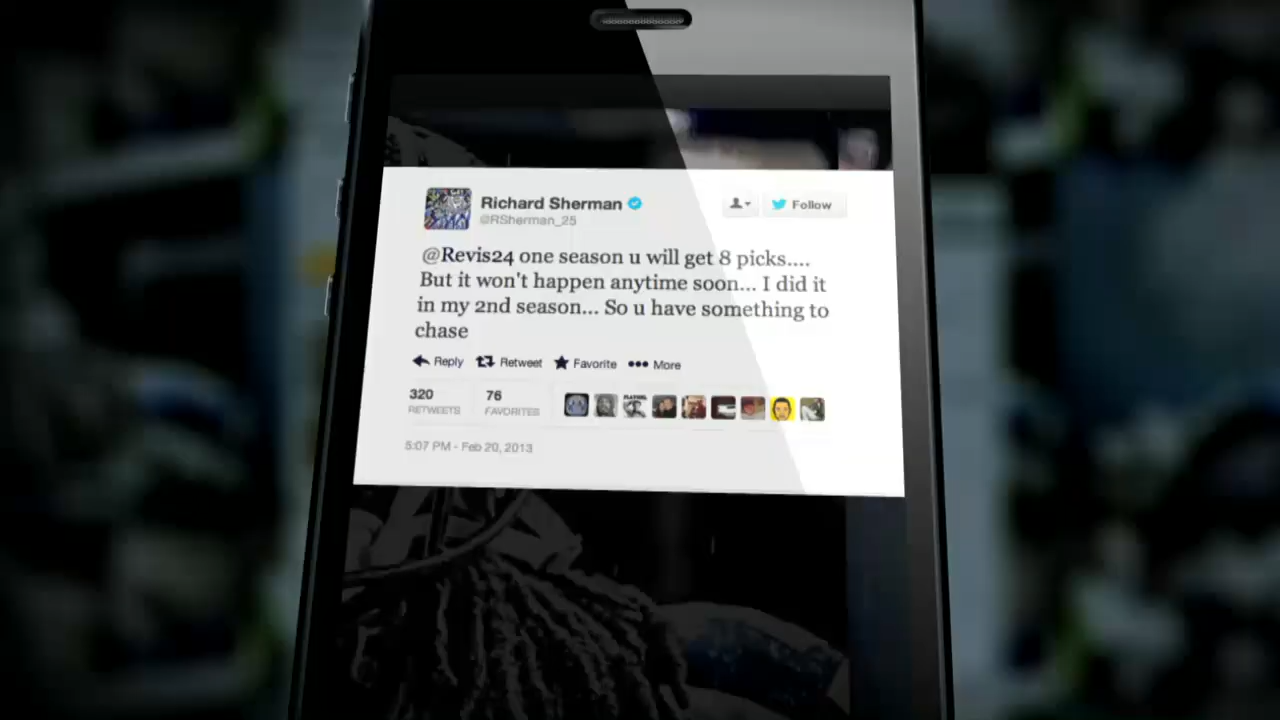 Richard Sherman
@RSherman_25
Follow
@Revis24 one season u will get 8 picks....
But it won't happen anytime soon... I did it
in my 2nd season... So u have something to
chase
Reply Retweet Favorite More
320 76
RETWEETS FAVORITES
5:07 PM - Feb 20, 2013